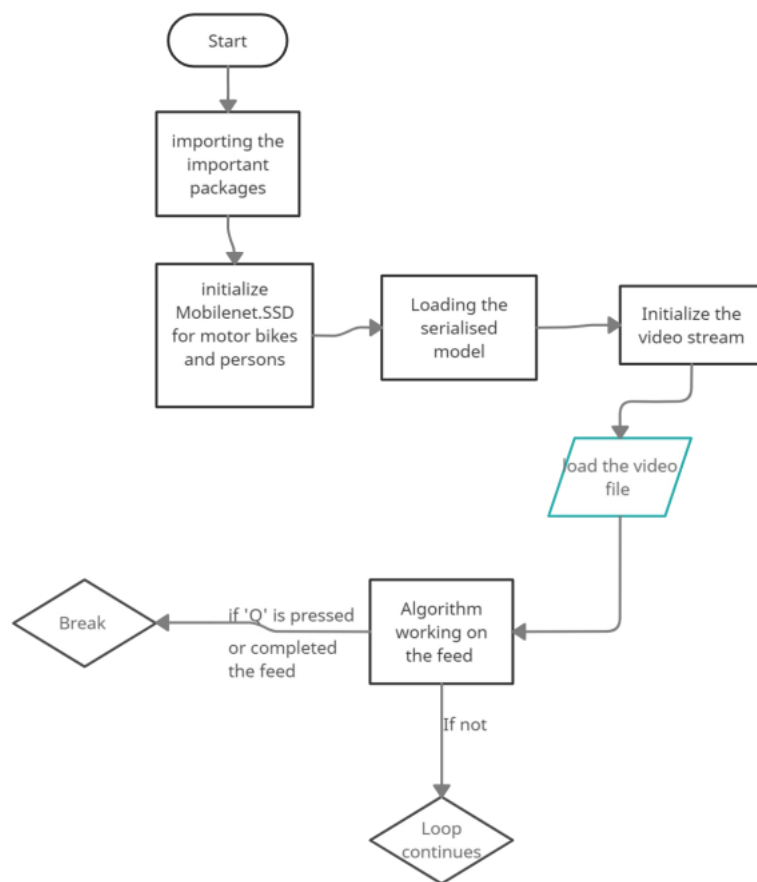 Start
importing the
important
packages
initialize
Mobilenet.SSD
for motor bikes
and persons
Loading the
serialised
model
Initialize the
video stream
load the video
file
Algorithm
working on
the feed
if 'Q' is pressed
or completed
the feed
Break
If not
Loop
continues